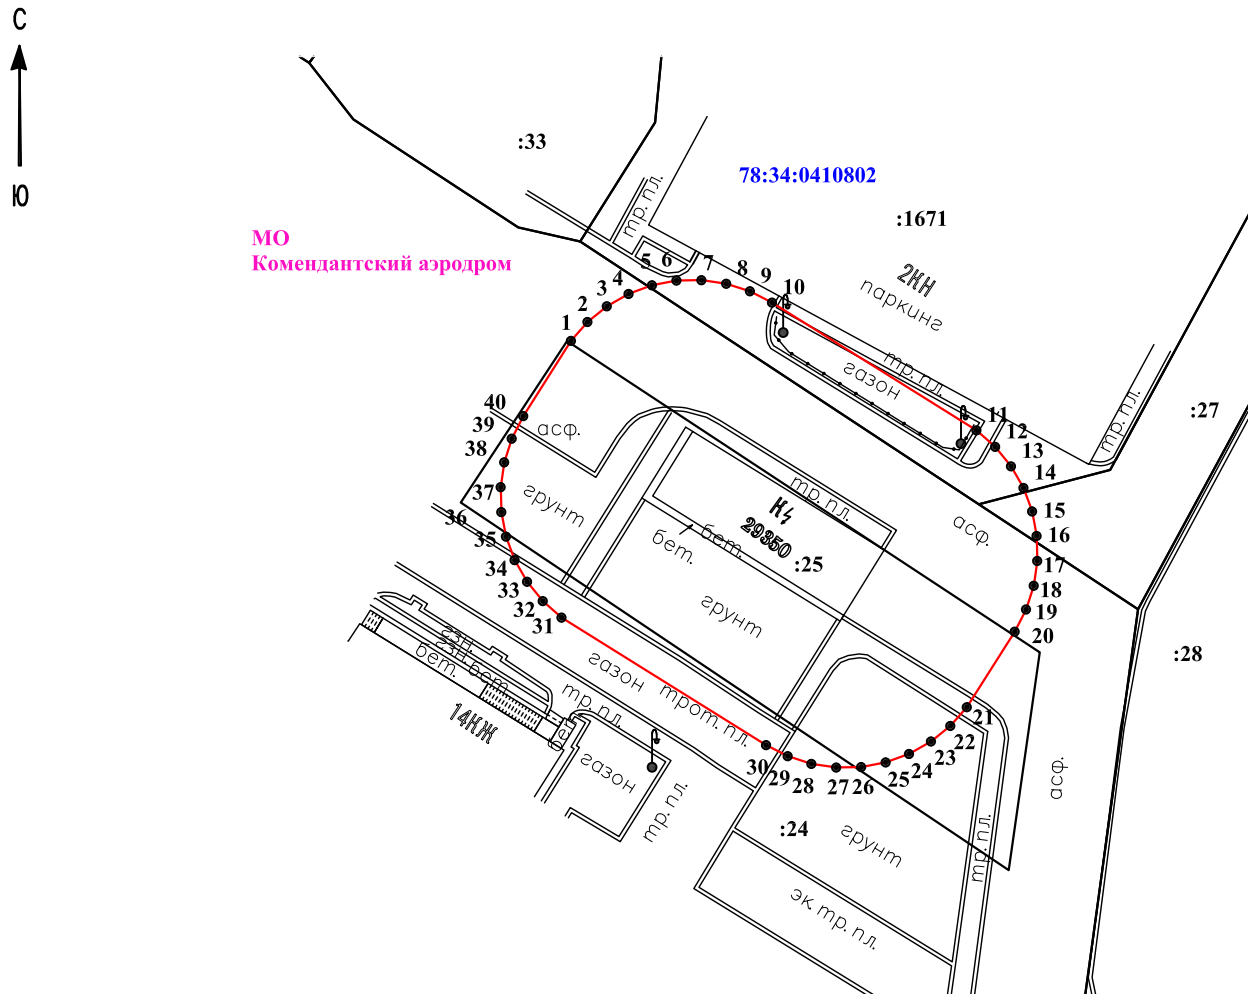 С
Ю
:33
78:34:0410802
:1671
МО
Комендантский аэродром
тр. пл.
2КН
паркинг
тр. пл.
газон
тр. пл.
:27
1
2
3
4
5
6
7
8
9
10
11
12
13
14
15
16
17
18
19
20
21
22
23
24
25
26
27
28
29
30
31
32
33
34
35
36
37
38
39
40
асф.
грунт
тр. пл.
29350
:25
бет.
бет.
асф.
грунт
:28
газон
трот. пл.
гзн.
гзн.
бет.
бет.
тр. пл.
14КЖ
бет.
газон
тр. пл.
:24
грунт
тр. пл.
асф.
эк. тр. пл.